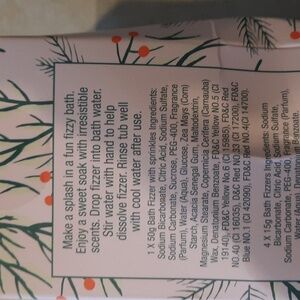 Make a splash in a fun fizzy bath.
Enjoy a sweet soak with irresistible
scents. Drop fizzer into bath water.
Stir water with hand to help
dissolve fizzer. Rinse tub well
with cool water after use.
1 X 50g Bath Fizzer with sprinkles Ingredients:
Sodium Bicarbonate, Citric Acid, Sodium Sulfate,
Sodium Carbonate, Sucrose, PEG-400, Fragrance
(Parfum), Water (Aqua), Glucose, Zea Mays (Corn)
Starch, Acacia Senegal Gum, Maltodextrin,
Magnesium Stearate, Copernicia Cerifera (Carnauba)
Wax, Denatonium Benzoate, FD&C Yellow NO.5 (CI
19140), FD&C Yellow NO.6 (CI 15985), FD&C Red
NO.40 (CI 16035), D&C Red NO.33 (CI 17200), FD&C
Blue NO.1 (CI 42090), FD&C Red NO.4 (CI 14700).
4 X 15g Bath Fizzers Ingredients: Sodium
Bicarbonate, Citric Acid, Sodium Sulfate,
Sodium Carbonate, PEG-400, Fragrance (Parfum),